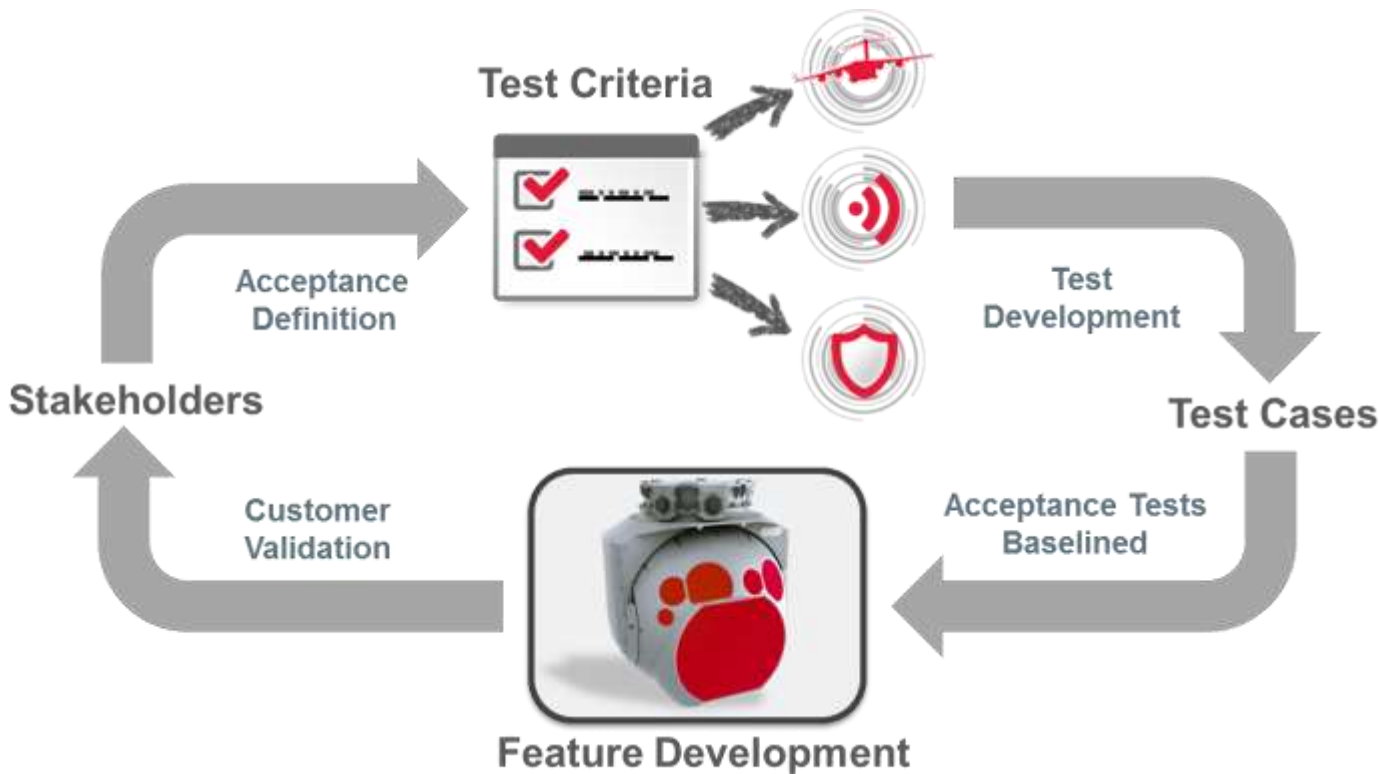 Test Criteria
Acceptance
Definition
Test
Development
Stakeholders
Test Cases
Customer
Validation
Acceptance Tests
Baselined
Feature Development